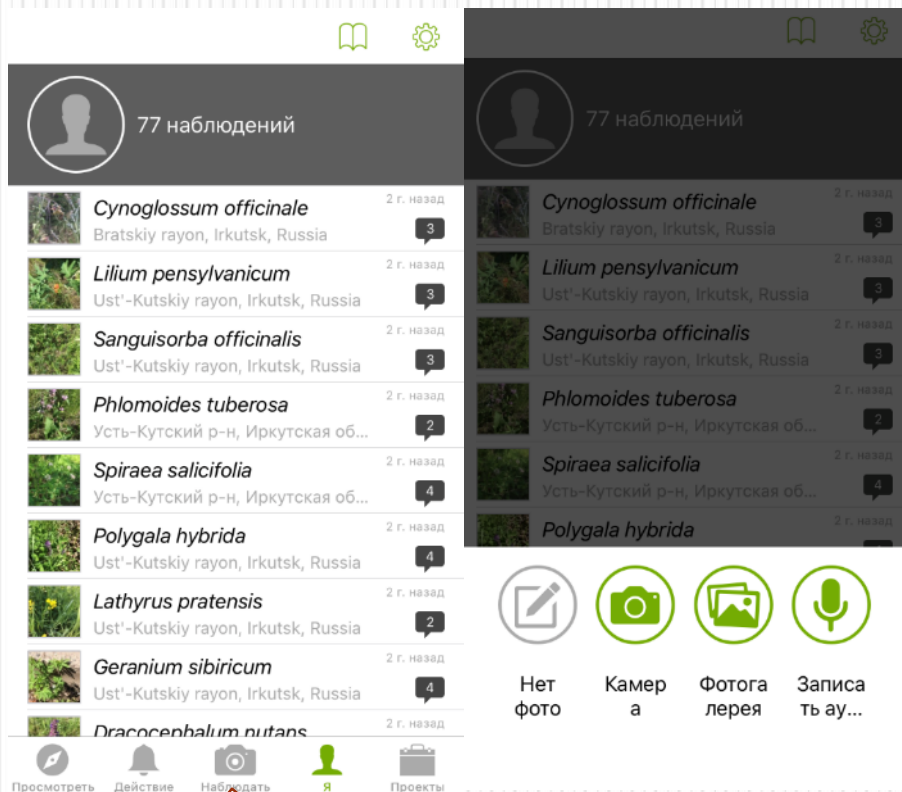 77 наблюдений
Cynoglossum officinale
2 г. назад
Bratskiy rayon, Irkutsk, Russia
3
Lilium pensylvanicum
2 г. назад
Ust'-Kutskiy rayon, Irkutsk, Russia
3
Sanguisorba officinalis
2 г. назад
Ust'-Kutskiy rayon, Irkutsk, Russia
3
Phlomoides tuberosa
2 г. назад
Усть-Кутский р-н, Иркутская об...
2
Spiraea salicifolia
2 г. назад
Усть-Кутский р-н, Иркутская об...
4
Polygala hybrida
2 г. назад
Ust'-Kutskiy rayon, Irkutsk, Russia
4
Lathyrus pratensis
2 г. назад
Ust'-Kutskiy rayon, Irkutsk, Russia
2
Geranium sibiricum
2 г. назад
Ust'-Kutskiy rayon, Irkutsk, Russia
4
Dracocephalum nutans
2 г. назад
Просмотреть
Действие
Наблюдать
Я
Проекты
77 наблюдений
Cynoglossum officinale
2 г. назад
Bratskiy rayon, Irkutsk, Russia
3
Lilium pensylvanicum
2 г. назад
Ust'-Kutskiy rayon, Irkutsk, Russia
3
Sanguisorba officinalis
2 г. назад
Ust'-Kutskiy rayon, Irkutsk, Russia
3
Phlomoides tuberosa
2 г. назад
Усть-Кутский р-н, Иркутская об...
2
Spiraea salicifolia
2 г. назад
Усть-Кутский р-н, Иркутская об...
4
Polygala hybrida
2 г. назад
Нет
фото
Камер
а
Фотога
лерея
Записа
ть ау...